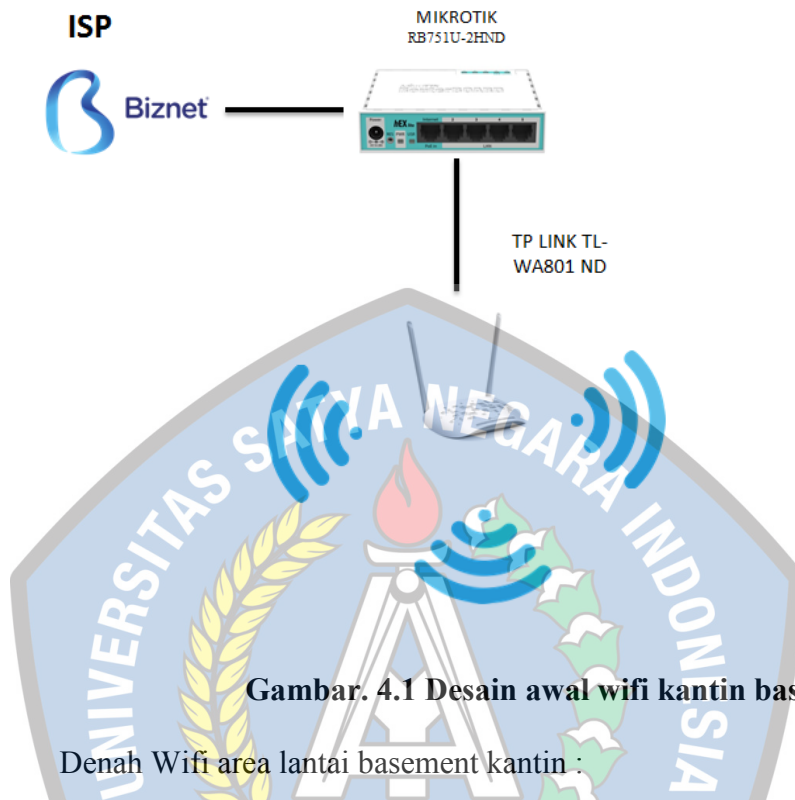 ISP
MIKROTIK
RB751U-2HND
Biznet
hEX
TP LINK TL-
WA801 ND
UNIVERSITAS SATYA NEGARA INDONESIA
Gambar. 4.1 Desain awal wifi kantin bas
Denah Wifi area lantai basement kantin :